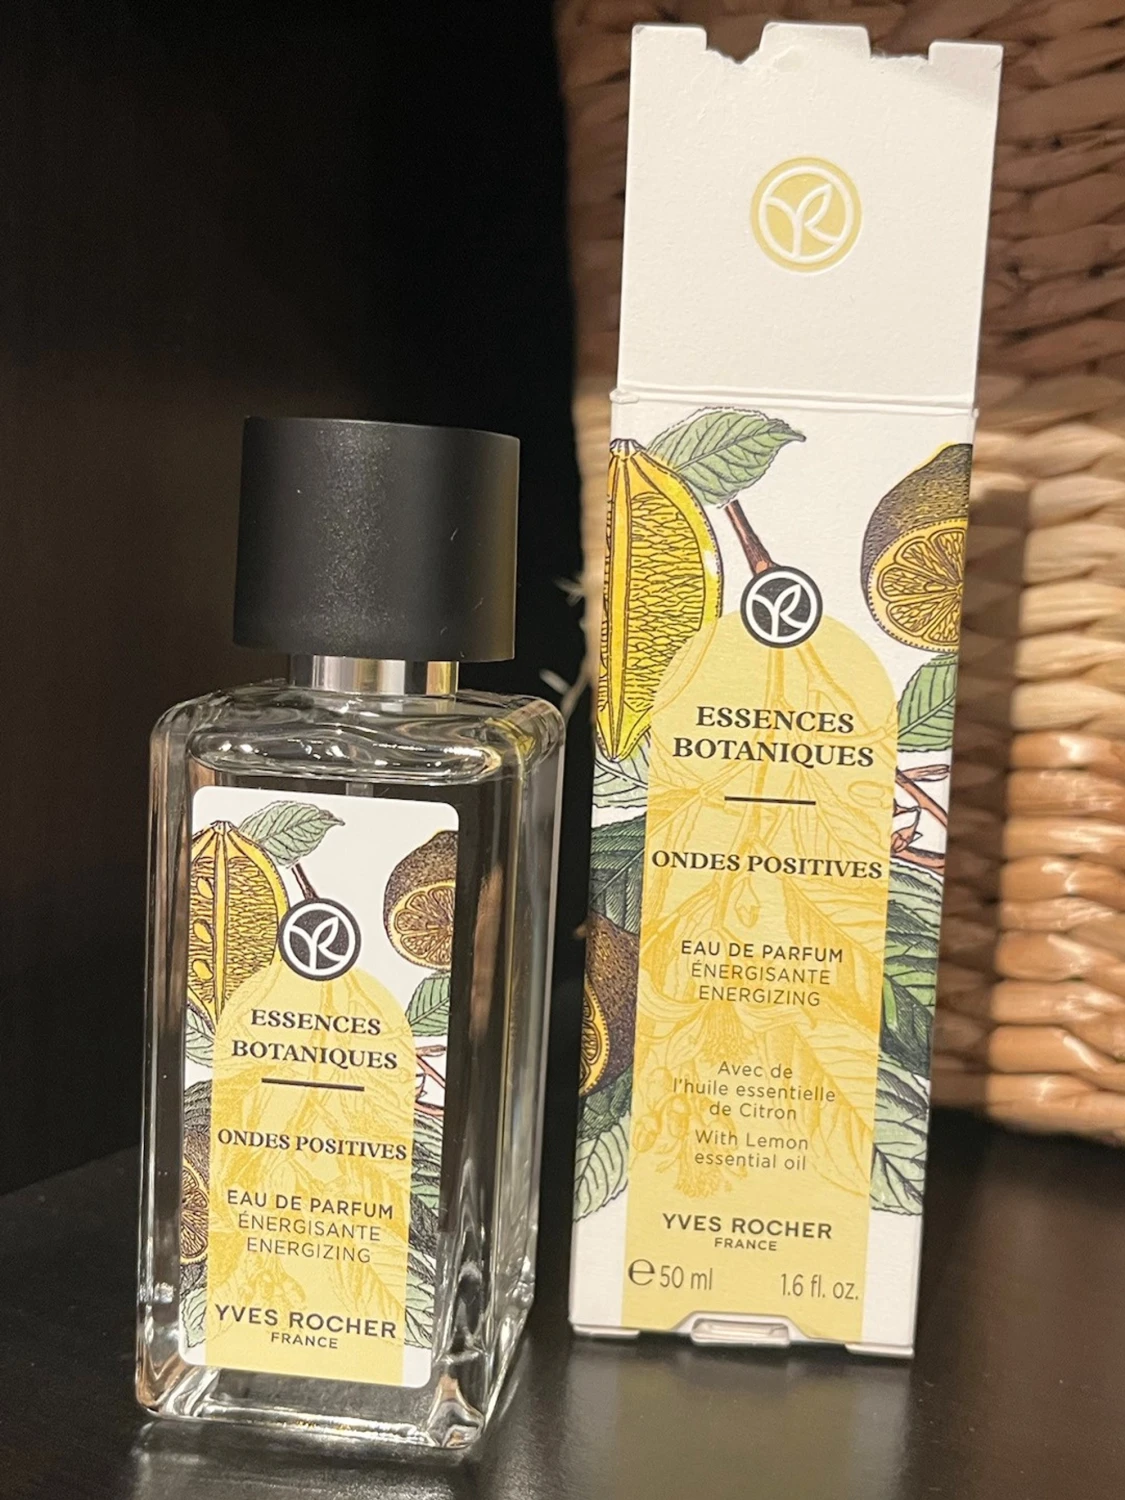 ESSENCES
BOTANIQUES
ONDES POSITIVES
EAU DE PARFUM
ÉNERGISANTE
ENERGIZING
YVES ROCHER
FRANCE
ESSENCES
BOTANIQUES
ONDES POSITIVES
EAU DE PARFUM
ÉNERGISANTE
ENERGIZING
Avec de
l'huile essentielle
de Citron
With Lemon
essential oil
YVES ROCHER
FRANCE
℮ 50 ml 1.6 fl. oz.